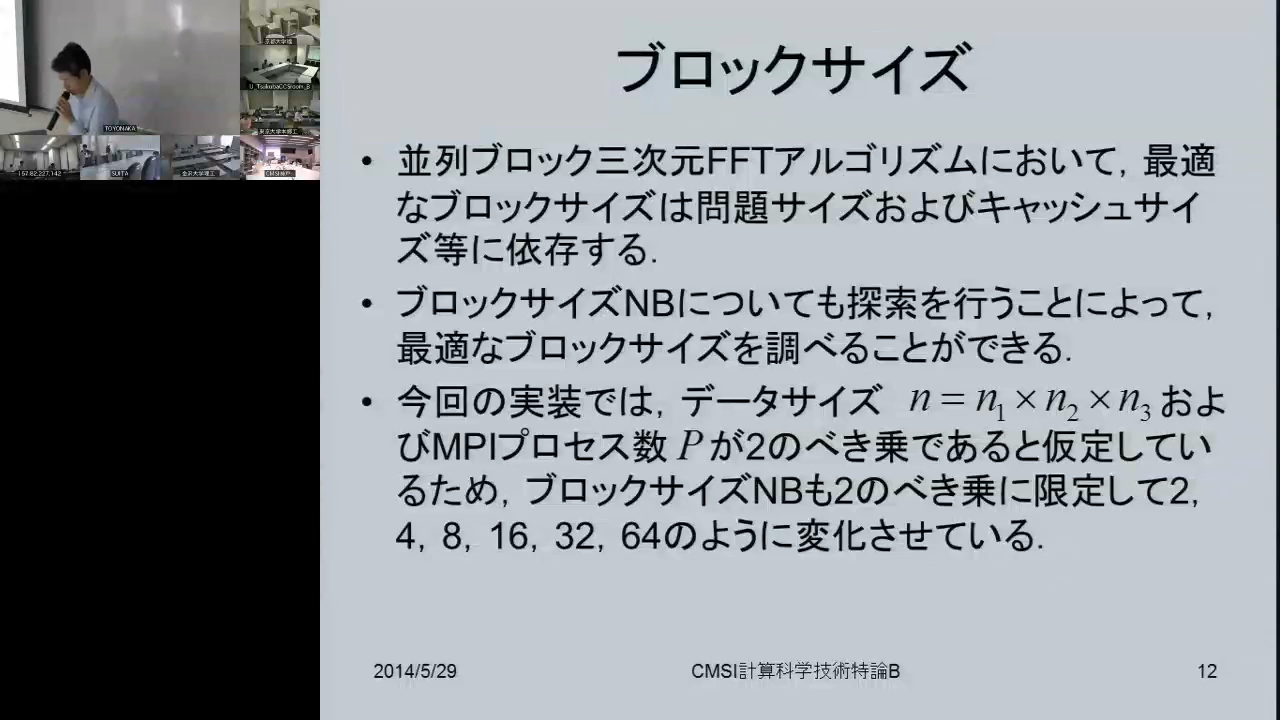 ブロックサイズ
• 並列ブロック三次元FFTアルゴリズムにおいて，最適
なブロックサイズは問題サイズおよびキャッシュサイ
ズ等に依存する．
• ブロックサイズNBについても探索を行うことによって，
最適なブロックサイズを調べることができる．
• 今回の実装では，データサイズ n = n₁ × n₂ × n₃ およ
びMPIプロセス数 P が2のべき乗であると仮定してい
るため，ブロックサイズNBも2のべき乗に限定して2，
4，8，16，32，64のように変化させている．
2014/5/29
CMSI計算科学技術特論B
12
TOYONAKA
U_TsukubaCCSroom_B
157.82.227.142
SUITA
金沢大学理工